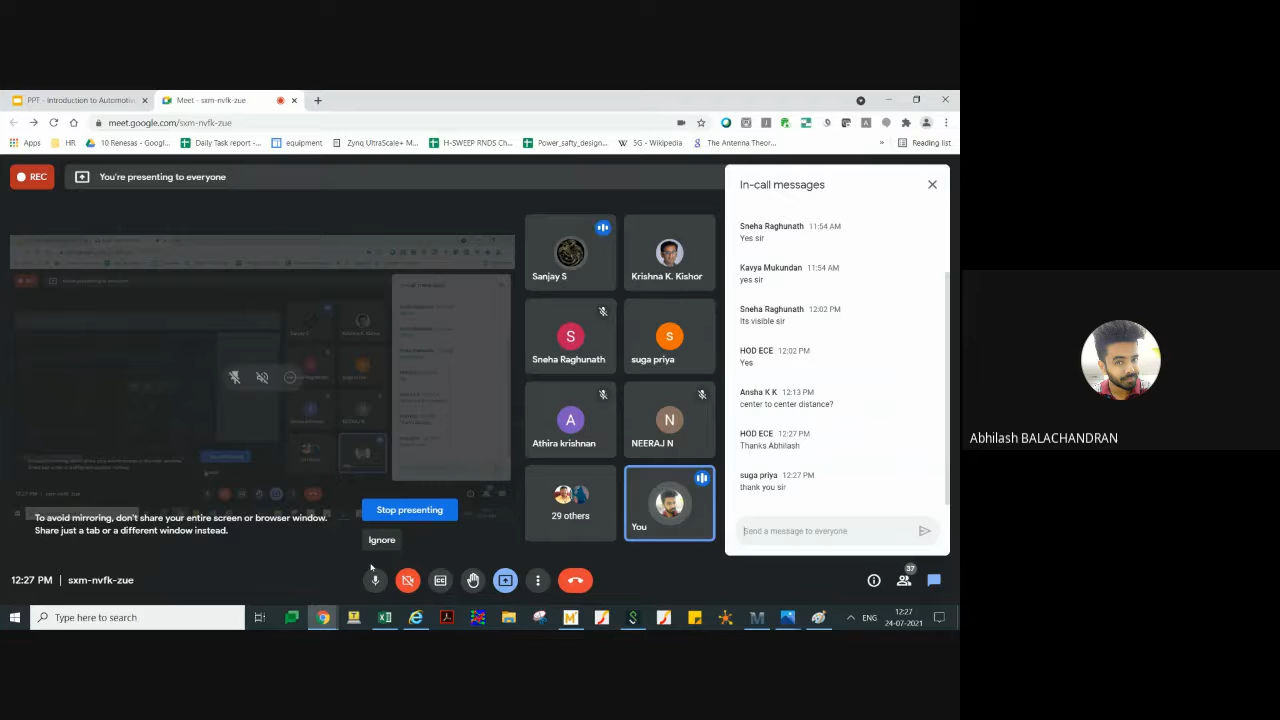 PPT - Introduction to Automotiv
Meet - sxm-nvfk-zue
meet.google.com/sxm-nvfk-zue
Apps
HR
10 Renesas - Googl...
Daily Task report -...
equipment
Zynq UltraScale+ M...
H-SWEEP RNDS Ch...
Power_safty_design...
5G - Wikipedia
The Antenna Theor...
»
Reading list
REC
You're presenting to everyone
In-call messages
Sneha Raghunath 11:54 AM
Yes sir
Kavya Mukundan 11:54 AM
yes sir
Sneha Raghunath 12:02 PM
Its visible sir
HOD ECE 12:02 PM
Yes
Ansha K K 12:13 PM
center to center distance?
HOD ECE 12:27 PM
Thanks Abhilash
suga priya 12:27 PM
thank you sir
Send a message to everyone
Sanjay S
Krishna K. Kishor
S
Sneha Raghunath
s
suga priya
A
Athira krishnan
N
NEERAJ N
29 others
You
To avoid mirroring, don't share your entire screen or browser window.
Share just a tab or a different window instead.
Stop presenting
Ignore
12:27 PM | sxm-nvfk-zue
37
Type here to search
ENG
12:27
24-07-2021
Abhilash BALACHANDRAN